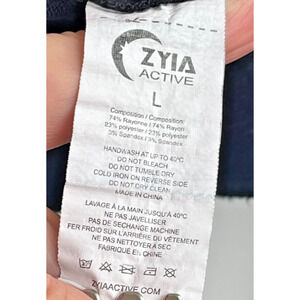 ZYIA
ACTIVE
L
Composition / Composition:
74% Rayonne / 74% Rayon
23% polyester / 23% polyester
3% Spandex / 3% Spandex
HANDWASH AT UP TO 40°C
DO NOT BLEACH
DO NOT TUMBLE DRY
COLD IRON ON REVERSE SIDE
DO NOT DRY CLEAN
MADE IN CHINA
LAVAGE À LA MAIN JUSQU'À 40°C
NE PAS JAVELLISER
PAS DE SECHANGE MACHINE
FER FROID SUR L'ARRIÈRE DU VÊTEMENT
NE PAS NETTOYER À SEC
FABRIQUÉ EN CHINE
ZYIAACTIVE.COM